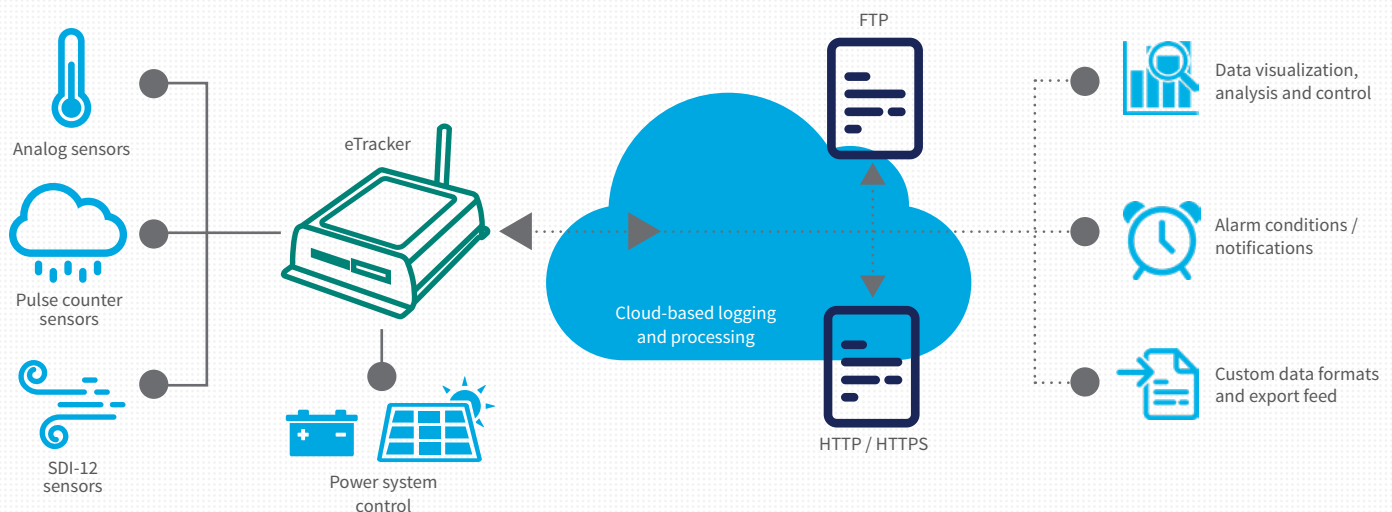 FTP
Data visualization,
analysis and control
Analog sensors
eTracker
Alarm conditions /
notifications
Pulse counter
sensors
Cloud-based logging
and processing
Custom data formats
and export feed
HTTP / HTTPS
SDI-12
sensors
Power system
control